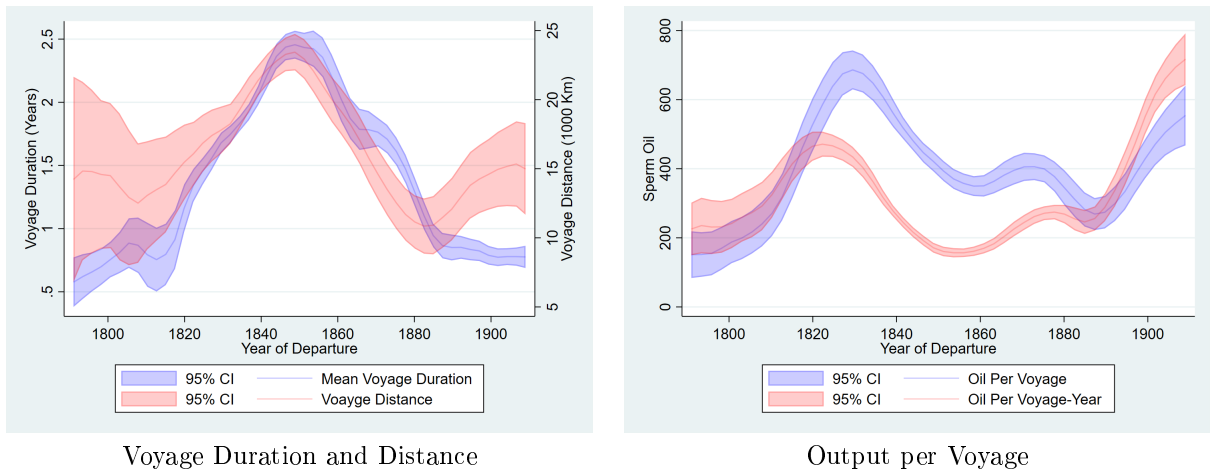 Voyage Duration (Years)
.5
1
1.5
2
2.5
Voyage Distance (1000 Km)
5
10
15
20
25
1800 1820 1840 1860 1880 1900
Year of Departure
95% CI Mean Voyage Duration
95% CI Voayge Distance
Voyage Duration and Distance
Sperm Oil
0
200
400
600
800
1800 1820 1840 1860 1880 1900
Year of Departure
95% CI Oil Per Voyage
95% CI Oil Per Voyage-Year
Output per Voyage